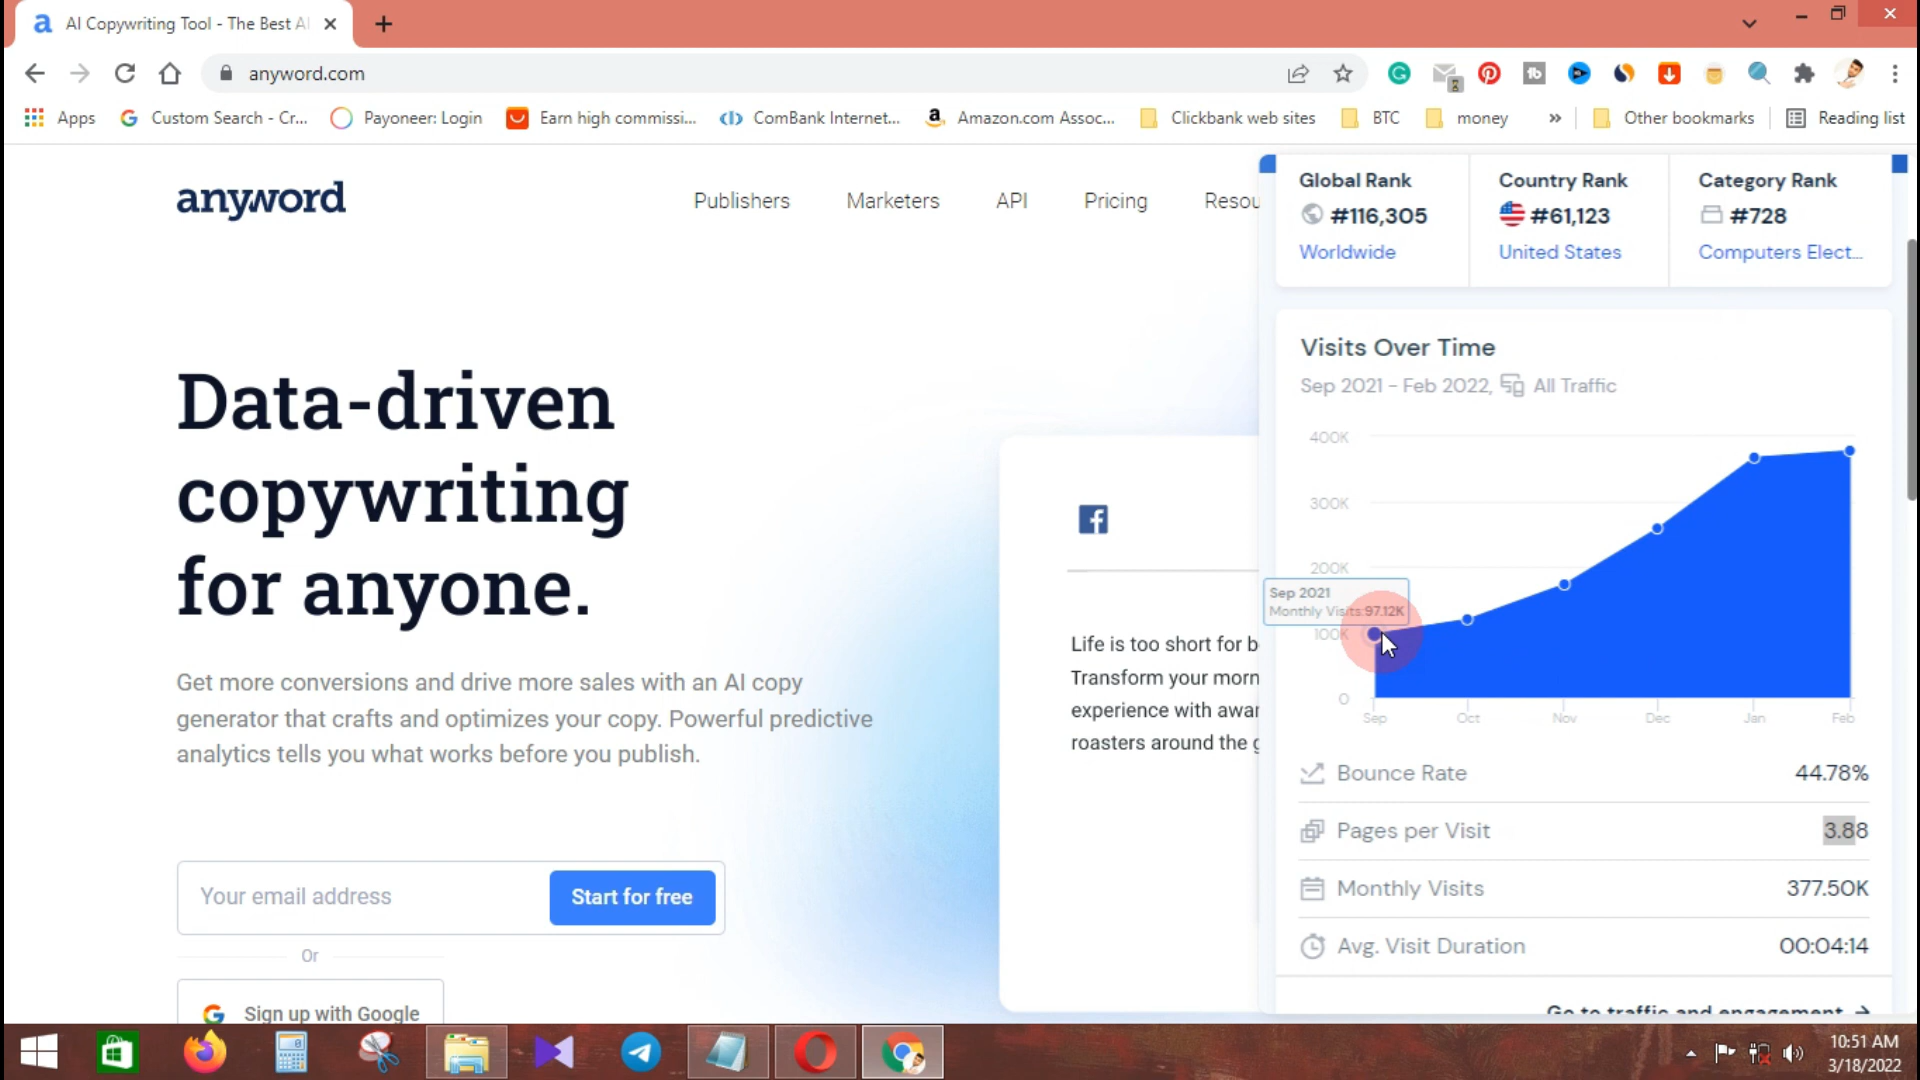 AI Copywriting Tool - The Best AI
anyword.com
Apps
Custom Search - Cr...
Payoneer: Login
Earn high commissi...
ComBank Internet...
Amazon.com Assoc...
Clickbank web sites
BTC
money
»
Other bookmarks
Reading list
anyword
Publishers
Marketers
API
Pricing
Resou
Data-driven
copywriting
for anyone.
Get more conversions and drive more sales with an AI copy
generator that crafts and optimizes your copy. Powerful predictive
analytics tells you what works before you publish.
Your email address
Start for free
Or
Sign up with Google
Life is too short for b
Transform your morn
experience with awar
roasters around the g
Global Rank
#116,305
Worldwide
Country Rank
#61,123
United States
Category Rank
#728
Computers Elect...
Visits Over Time
Sep 2021 - Feb 2022, All Traffic
400K
300K
200K
100K
0
Sep 2021
Monthly Visits:97.12K
Sep
Oct
Nov
Dec
Jan
Feb
Bounce Rate
44.78%
Pages per Visit
3.88
Monthly Visits
377.50K
Avg. Visit Duration
00:04:14
Go to traffic and engagement
10:51 AM
3/18/2022